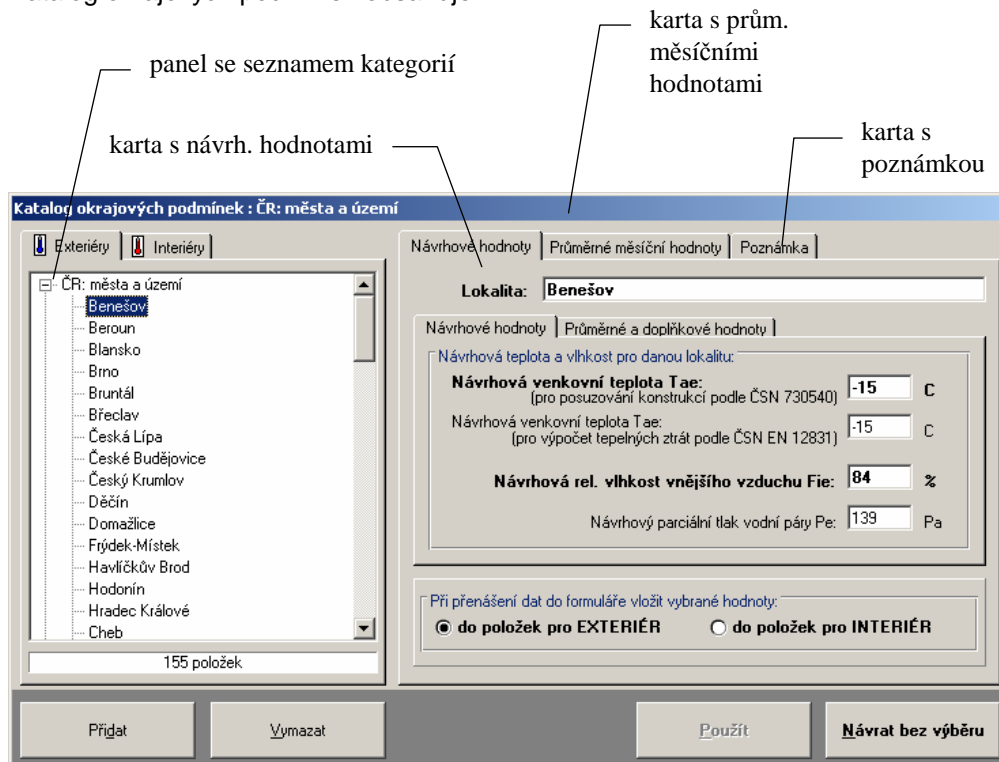 karta s prům.
měsíčními
hodnotami
panel se seznamem kategorií
karta s návrh. hodnotami
karta s
poznámkou
Katalog okrajových podmínek : ČR: města a území
Exteriéry Interiéry
Návrhové hodnoty Průměrné měsíční hodnoty Poznámka
ČR: města a území
Benešov
Beroun
Blansko
Brno
Bruntál
Břeclav
Česká Lípa
České Budějovice
Český Krumlov
Děčín
Domažlice
Frýdek-Místek
Havlíčkův Brod
Hodonín
Hradec Králové
Cheb
155 položek
Lokalita: Benešov
Návrhové hodnoty Průměrné a doplňkové hodnoty
Návrhová teplota a vlhkost pro danou lokalitu:
Návrhová venkovní teplota Tae: -15 C
(pro posuzování konstrukcí podle ČSN 730540)
Návrhová venkovní teplota Tae: -15 C
(pro výpočet tepelných ztrát podle ČSN EN 12831)
Návrhová rel. vlhkost vnějšího vzduchu Fie: 84 %
Návrhový parciální tlak vodní páry Pe: 139 Pa
Při přenášení dat do formuláře vložit vybrané hodnoty:
do položek pro EXTERIÉR do položek pro INTERIÉR
Přidat Vymazat Použít Návrat bez výběru